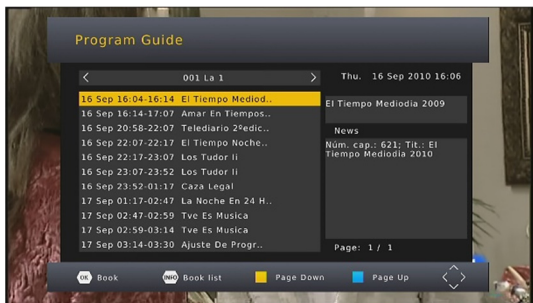 Program Guide
001 La 1
Thu. 16 Sep 2010 16:06
16 Sep 16:04-16:14 El Tiempo Mediod..
16 Sep 16:14-17:07 Amar En Tiempos..
16 Sep 20:58-22:07 Telediario 2ºedic..
16 Sep 22:07-22:17 El Tiempo Noche..
16 Sep 22:17-23:07 Los Tudor Ii
16 Sep 23:07-23:52 Los Tudor Ii
16 Sep 23:52-01:17 Caza Legal
17 Sep 01:17-02:47 La Noche En 24 H..
17 Sep 02:47-02:59 Tve Es Musica
17 Sep 02:59-03:14 Tve Es Musica
17 Sep 03:14-03:30 Ajuste De Progr..
El Tiempo Mediodia 2009
News
Núm. cap.: 621; Tit.: El
Tiempo Mediodia 2010
Page: 1/ 1
OK Book
INFO Book list
Page Down
Page Up